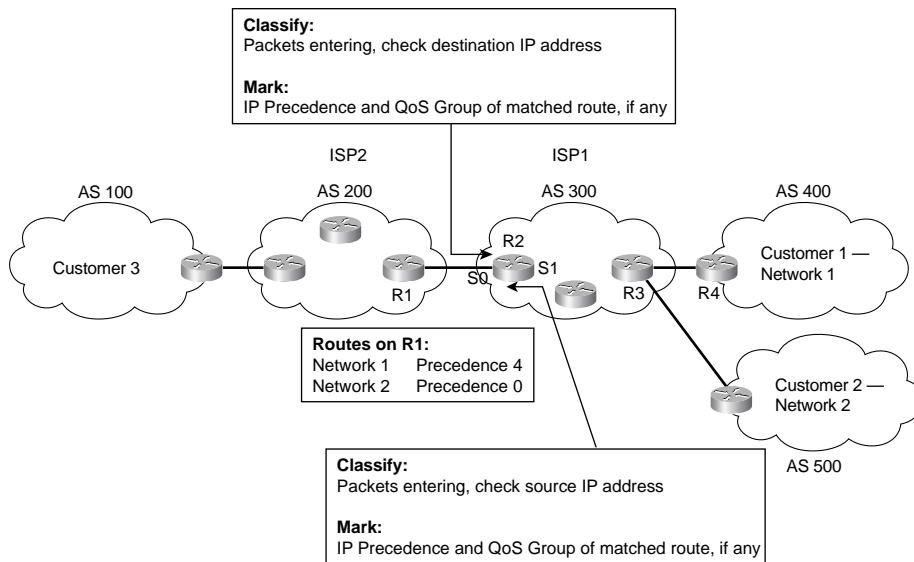 Classify:
Packets entering, check destination IP address
Mark:
IP Precedence and QoS Group of matched route, if any
ISP2
ISP1
AS 100
AS 200
AS 300
AS 400
Customer 3
R1
S0
R2
S1
R3
R4
Customer 1 —
Network 1
Routes on R1:
Network 1 Precedence 4
Network 2 Precedence 0
Customer 2 —
Network 2
AS 500
Classify:
Packets entering, check source IP address
Mark:
IP Precedence and QoS Group of matched route, if any